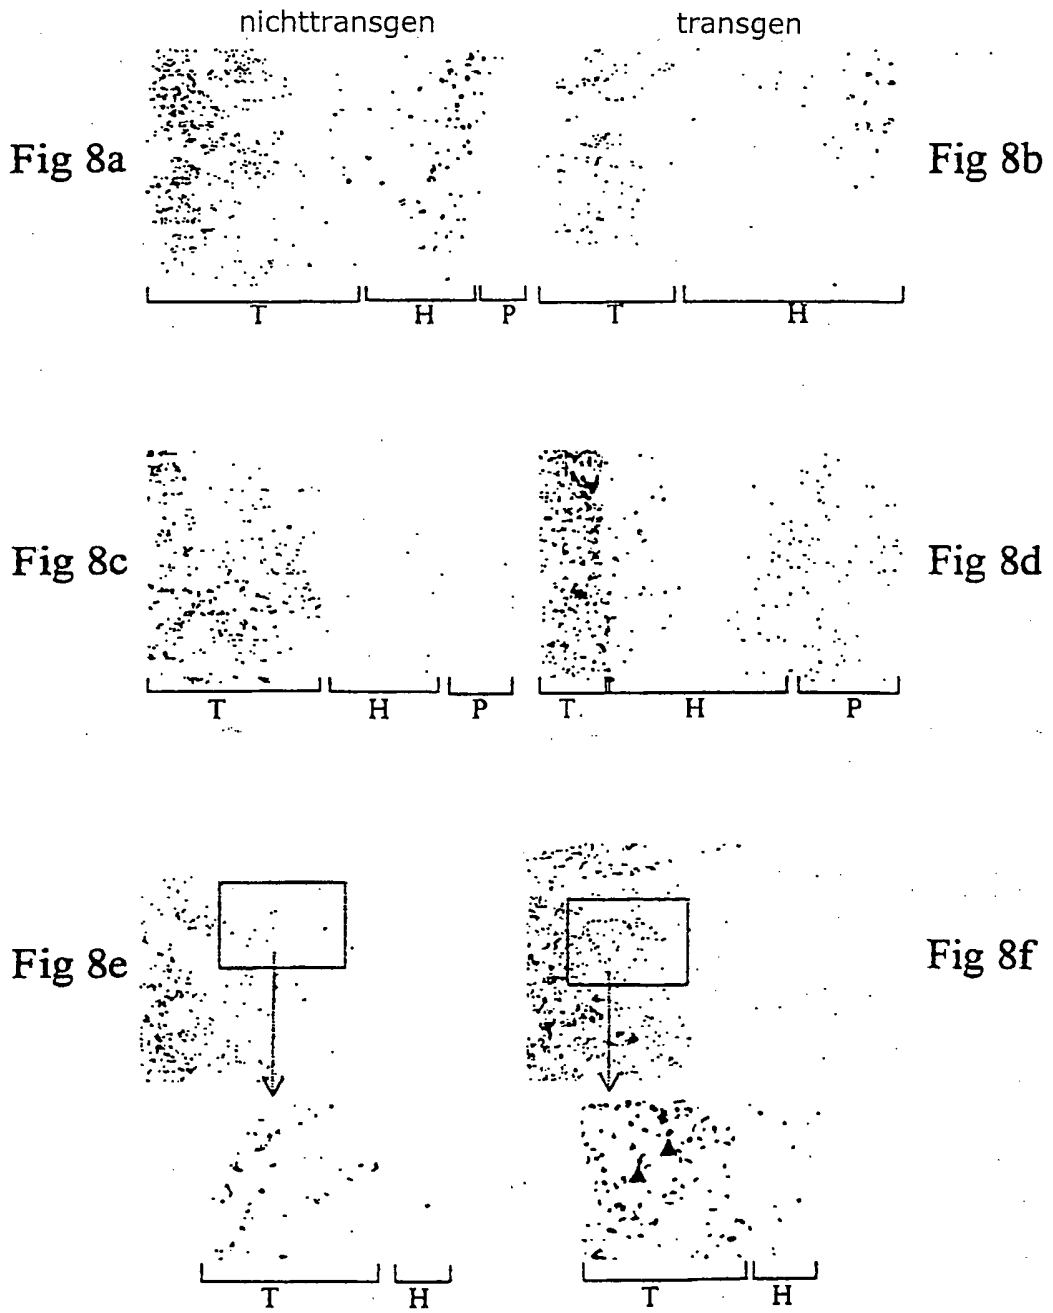 nichttransgen transgen
Fig 8a Fig 8b
T H P T H
Fig 8c Fig 8d
T H P T. H P
Fig 8e Fig 8f
T H T H